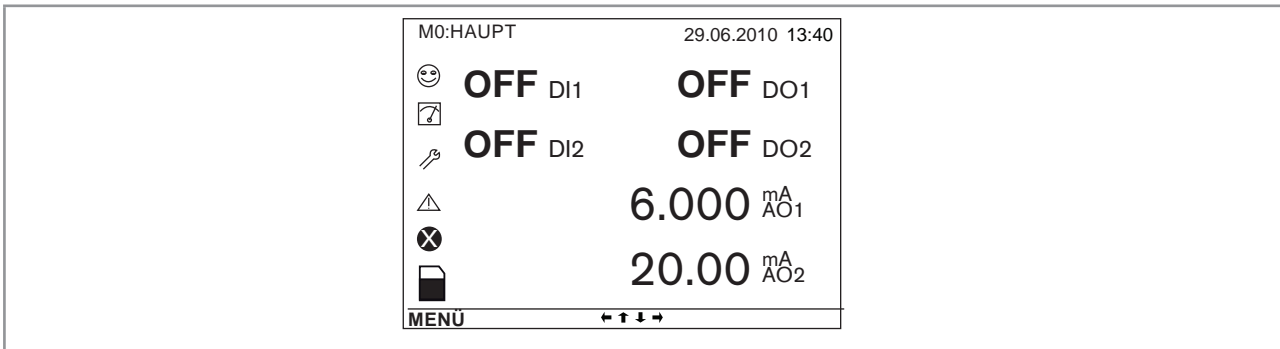 M0:HAUPT 29.06.2010 13:40
OFF DI1 OFF DO1
OFF DI2 OFF DO2
6.000 mA AO1
20.00 mA AO2
MENÜ